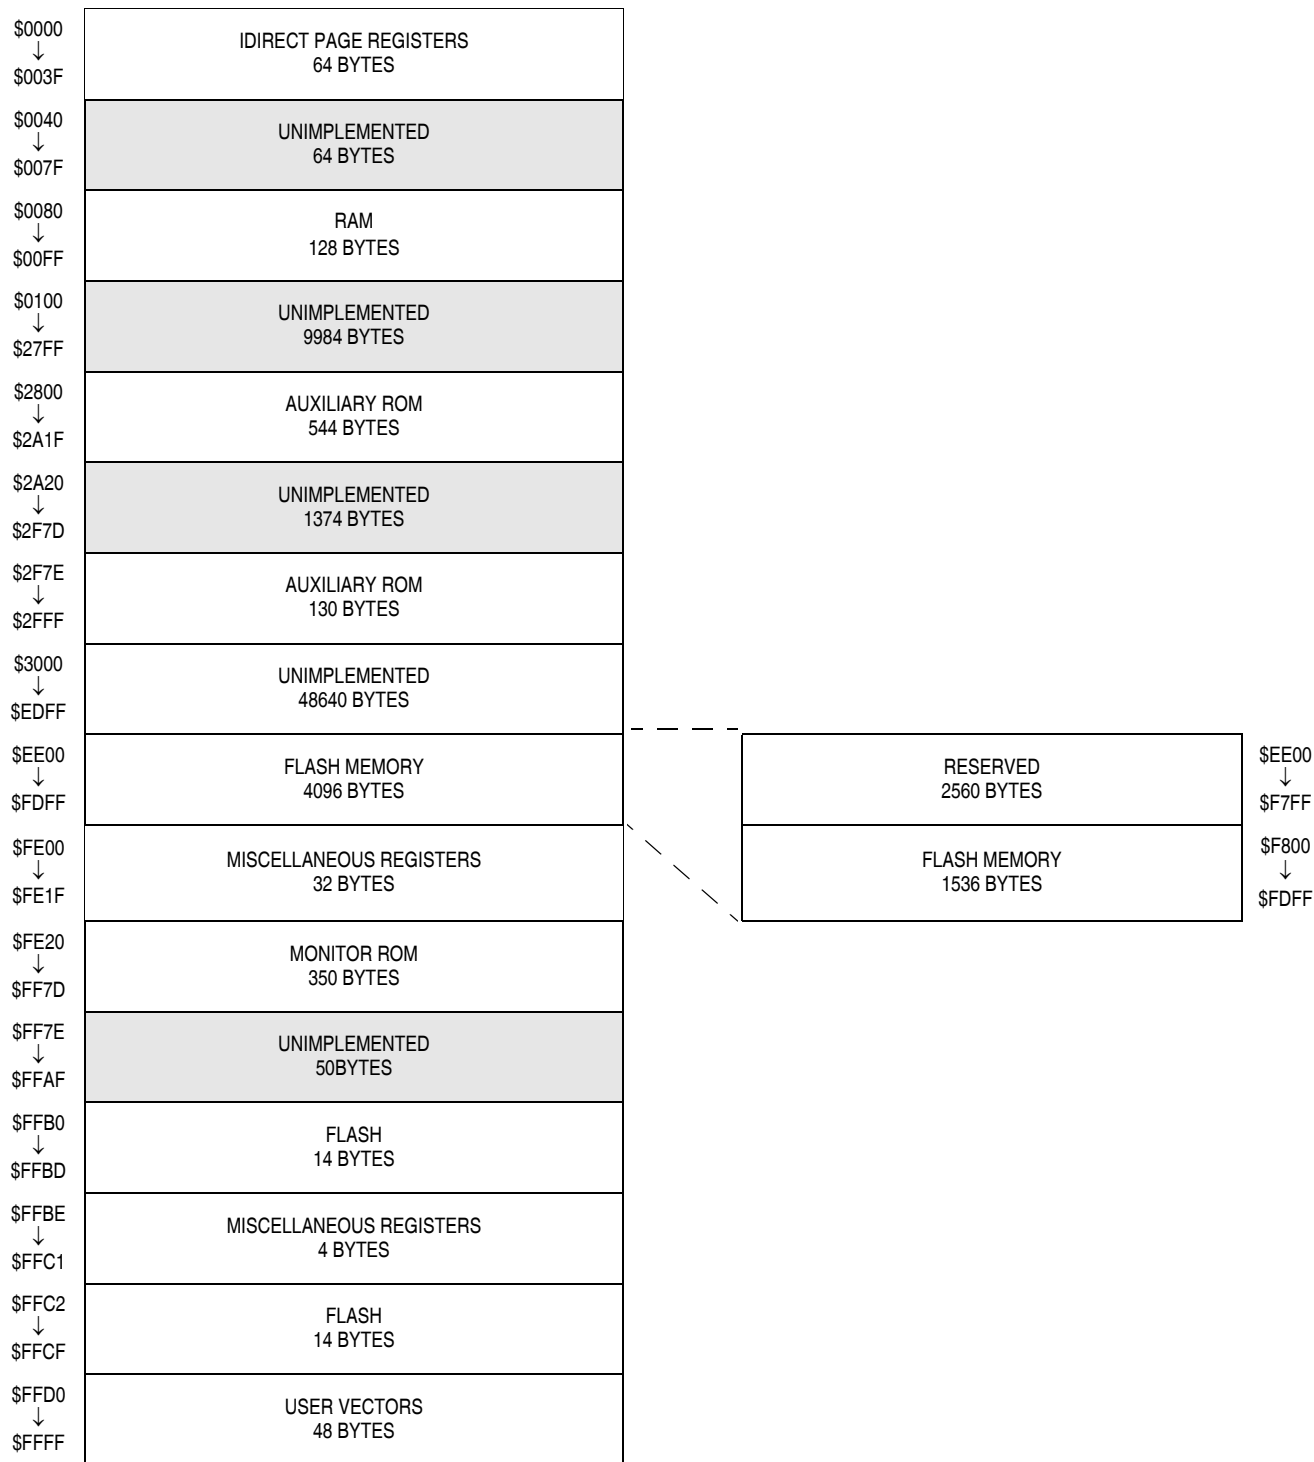 $0000
↓
$003F
IDIRECT PAGE REGISTERS
64 BYTES
$0040
↓
$007F
UNIMPLEMENTED
64 BYTES
$0080
↓
$00FF
RAM
128 BYTES
$0100
↓
$27FF
UNIMPLEMENTED
9984 BYTES
$2800
↓
$2A1F
AUXILIARY ROM
544 BYTES
$2A20
↓
$2F7D
UNIMPLEMENTED
1374 BYTES
$2F7E
↓
$2FFF
AUXILIARY ROM
130 BYTES
$3000
↓
$EDFF
UNIMPLEMENTED
48640 BYTES
$EE00
↓
$FDFF
FLASH MEMORY
4096 BYTES
RESERVED
2560 BYTES
$EE00
↓
$F7FF
FLASH MEMORY
1536 BYTES
$F800
↓
$FDFF
$FE00
↓
$FE1F
MISCELLANEOUS REGISTERS
32 BYTES
$FE20
↓
$FF7D
MONITOR ROM
350 BYTES
$FF7E
↓
$FFAF
UNIMPLEMENTED
50BYTES
$FFB0
↓
$FFBD
FLASH
14 BYTES
$FFBE
↓
$FFC1
MISCELLANEOUS REGISTERS
4 BYTES
$FFC2
↓
$FFCF
FLASH
14 BYTES
$FFD0
↓
$FFFF
USER VECTORS
48 BYTES